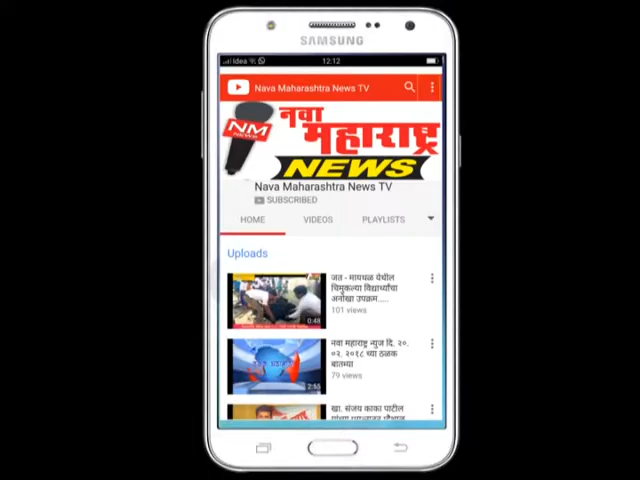 SAMSUNG
Idea
12:12
Nava Maharashtra News TV
नवा
NM
NEWS
महाराष्ट्र
NEWS
Nava Maharashtra News TV
SUBSCRIBED
HOME VIDEOS PLAYLISTS
Uploads
जत - मायथळ येथील
चिमुकल्या विद्यार्थ्यांचा
अनोखा उपक्रम.....
101 views
0:48
नवा महाराष्ट्र न्युज दि. २०.
०२. २०१८ च्या ठळक
बातम्या
79 views
2:55
खा. संजय काका पाटील